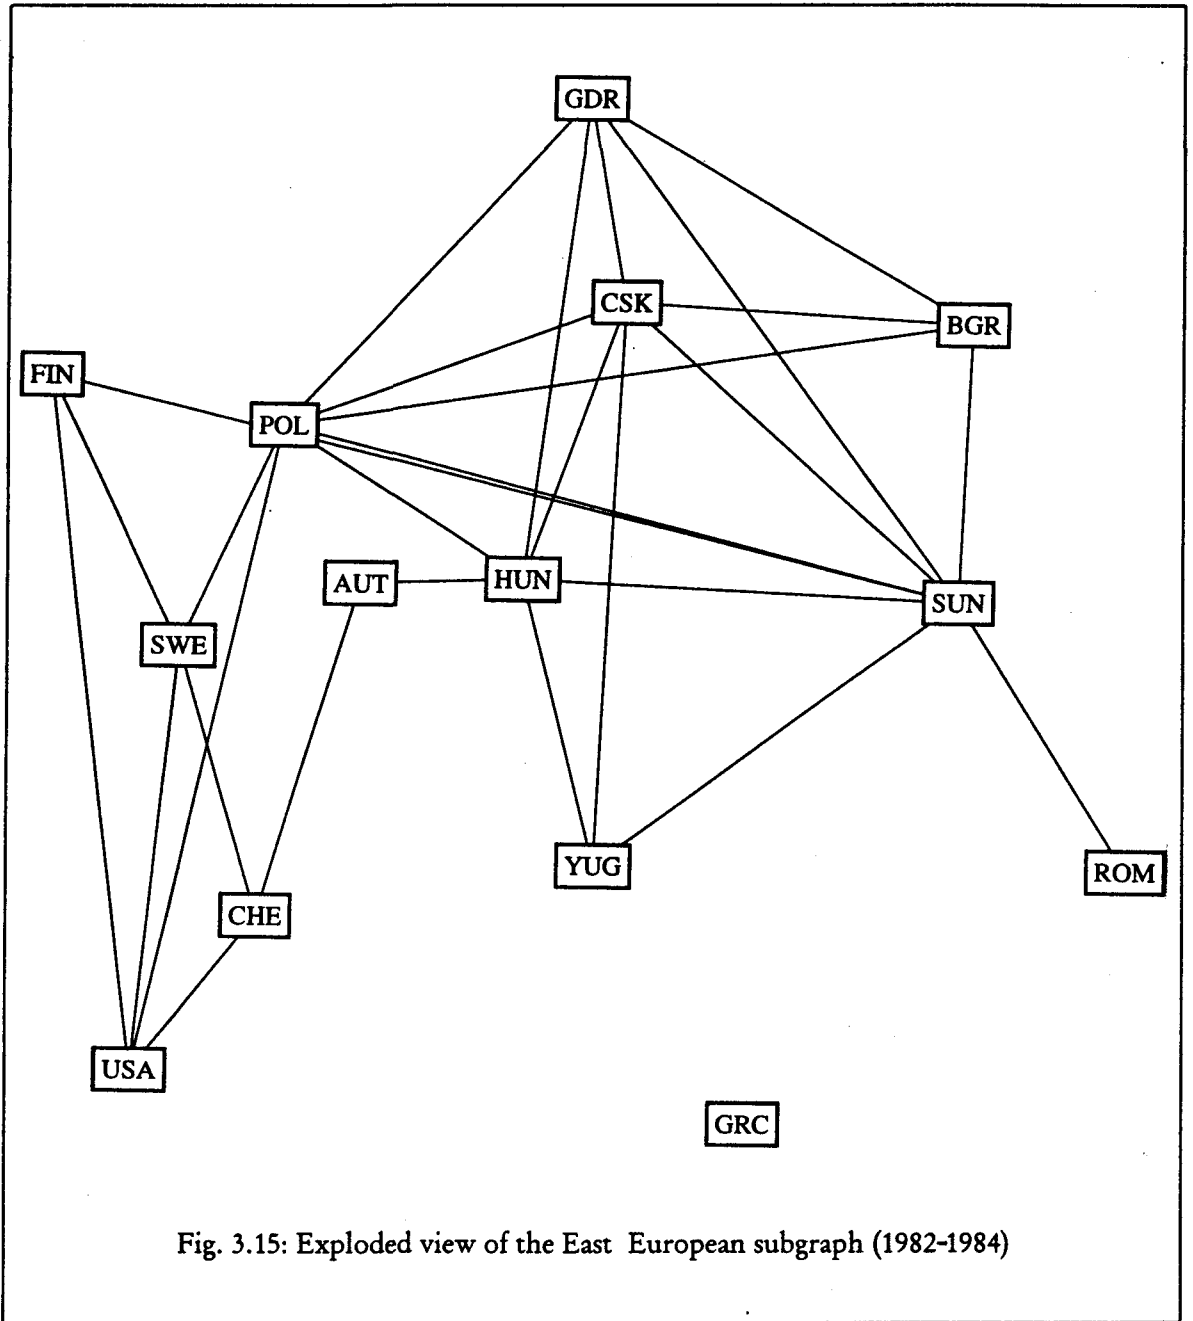 GDR
CSK
BGR
FIN
POL
AUT
HUN
SUN
SWE
YUG
ROM
CHE
USA
GRC
Fig. 3.15: Exploded view of the East European subgraph (1982-1984)